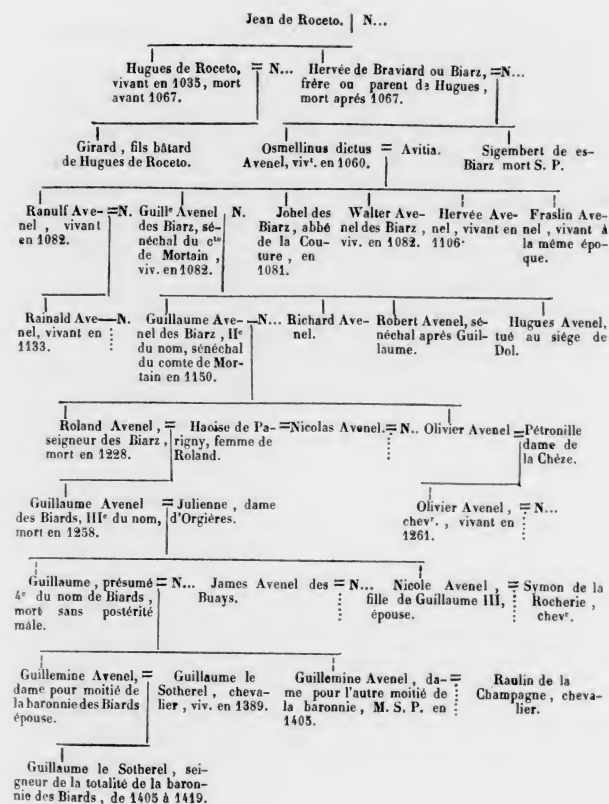 Jean de Roceto. | N...
Hugues de Roceto, = N... Hervée de Braviard ou Biarz, =N...
vivant en 1035, mort frère ou parent de Hugues,
avant 1067. mort aprés 1067.
Girard, fils bâtard Osmellinus dictus = Avitia. Sigembert de es-
de Hugues de Roceto. Avenel, vivt. en 1060. Biarz mort S. P.
Ranulf Ave- =N. Guille Avenel N. Jobel des Walter Ave- Hervée Ave- Fraslin Ave-
nel, vivant des Biarz, sé- Biarz, abbé nel des Biarz, nel, vivant en nel, vivant à
en 1082. néchal du cte de la Cou- viv. en 1082. 1106. la même épo-
de Mortain, ture, en que.
viv. en 1082. 1081.
Rainald Ave—N. Guillaume Ave- —N... Richard Ave- Robert Avenel, sé- Hugues Avenel,
nel, vivant en nel des Biarz, IIe nel. néchal après Guil- tué au siége de
1133. du nom, sénéchal laume. Dol.
du comte de Mor-
tain en 1150.
Roland Avenel, = Haoise de Pa- =Nicolas Avenel.= N.. Olivier Avenel —Pétronille
seigneur des Biarz, rigny, femme de dame de
mort en 1228. Roland. la Chèze.
Guillaume Avenel = Julienne, dame Olivier Avenel, = N...
des Biards, IIIe du nom, d'Orgières. chevr., vivant en
mort en 1258. 1261.
Guillaume, présumé = N... James Avenel des = N... Nicole Avenel, = Symon de la
4e du nom de Biards, Buays. fille de Guillaume III, Rocherie,
mort sans postérité épouse. chevr.
mâle.
Guillemine Avenel, = Guillaume le Guillemine Avenel, da- = Raulin de la
dame pour moitié de Sotherel, cheva- me pour l'autre moitié de Champagne, cheva-
la baronnie des Biards lier, viv. en 1389. la baronnie, M. S. P. en lier.
épouse. 1405.
Guillaume le Sotherel, sei-
gneur de la totalité de la baron-
nie des Biards, de 1405 à 1419.